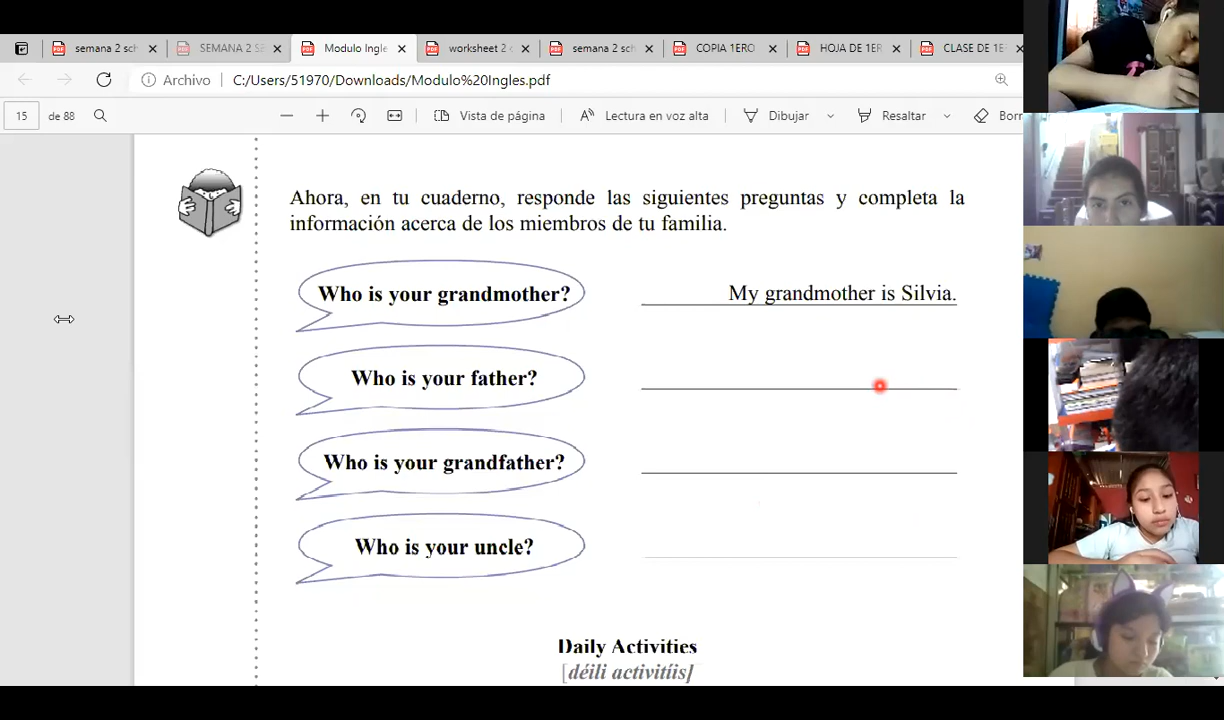 semana 2 sch
SEMANA 2 SE
Modulo Ingle
worksheet 2
semana 2 sch
COPIA 1ERO
HOJA DE 1ER
CLASE DE 1E
Archivo
C:/Users/51970/Downloads/Modulo%20Ingles.pdf
15
de 88
Vista de página
Lectura en voz alta
Dibujar
Resaltar
Borr
Ahora, en tu cuaderno, responde las siguientes preguntas y completa la
información acerca de los miembros de tu familia.
Who is your grandmother?
My grandmother is Silvia.
Who is your father?
Who is your grandfather?
Who is your uncle?
Daily Activities
[déili activitíis]